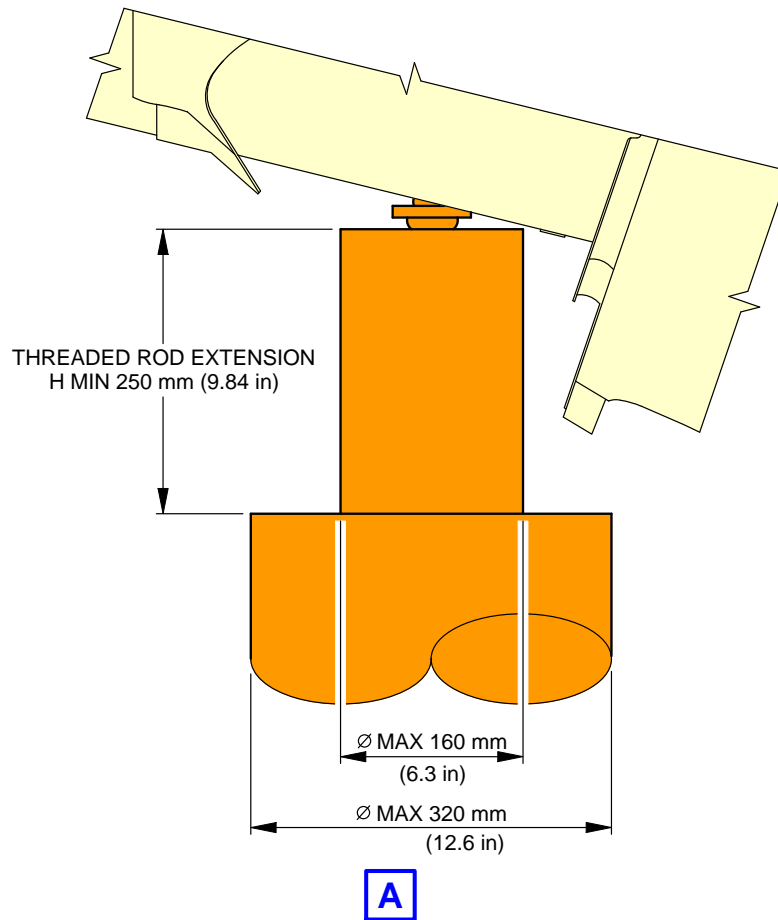 THREADED ROD EXTENSION
H MIN 250 mm (9.84 in)
∅ MAX 160 mm
(6.3 in)
∅ MAX 320 mm
(12.6 in)
A